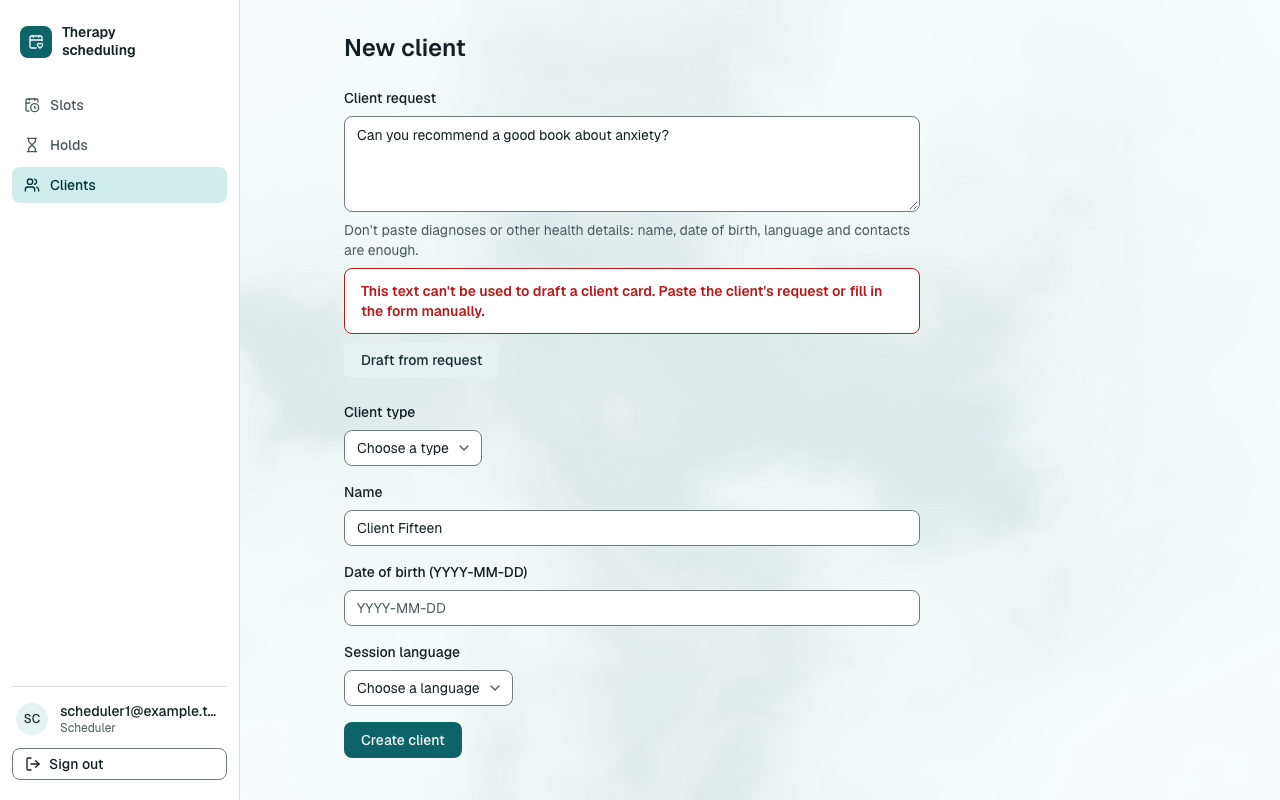 Therapy
scheduling
Slots
Holds
Clients
scheduler1@example.t...
SC
Scheduler
Sign out
New client
Client request
Can you recommend a good book about anxiety?
Don't paste diagnoses or other health details: name, date of birth, language and contacts
are enough.
This text can't be used to draft a client card. Paste the client's request or fill in
the form manually.
Draft from request
Client type
Choose a type
Name
Client Fifteen
Date of birth (YYYY-MM-DD)
YYYY-MM-DD
Session language
Choose a language
Create client